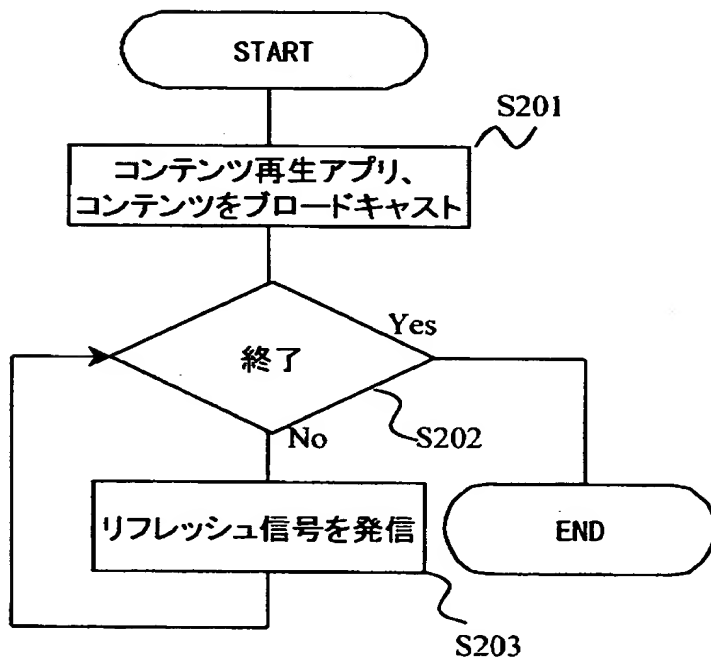 START
S201
コンテンツ再生アプリ、
コンテンツをブロードキャスト
Yes
終了
S202
No
リフレッシュ信号を発信
END
S203